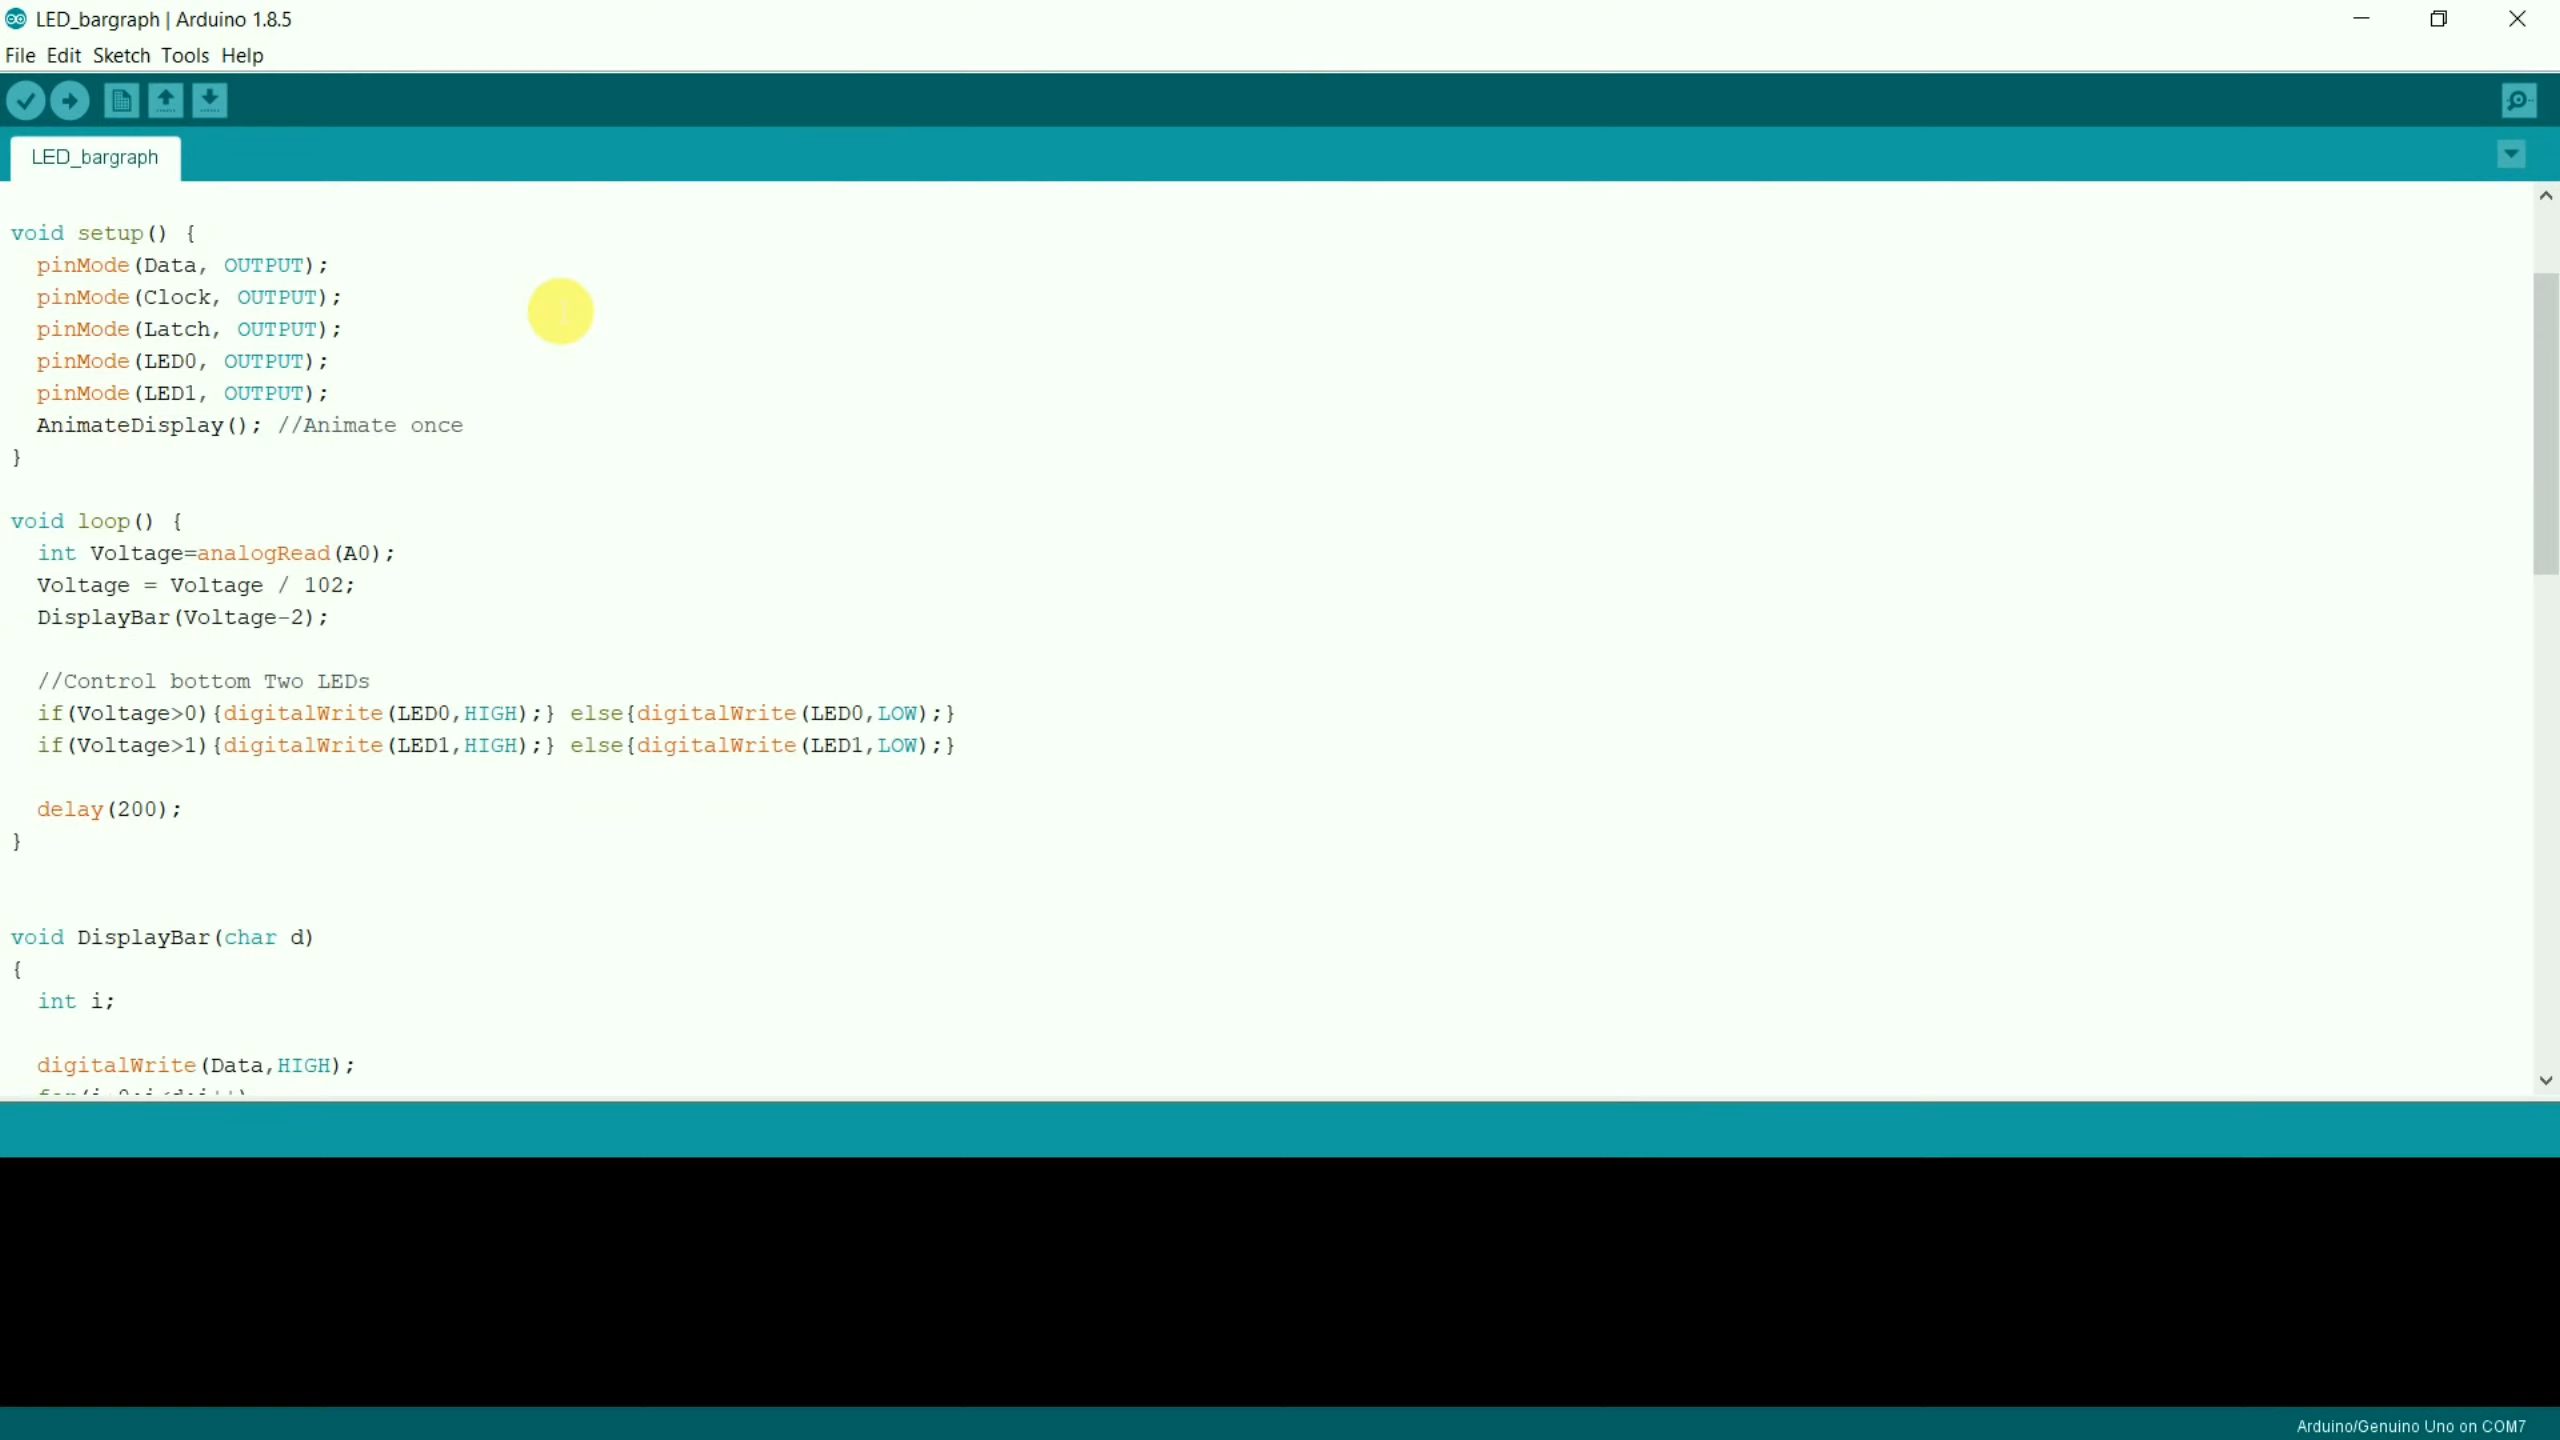 LED_bargraph | Arduino 1.8.5
File Edit Sketch Tools Help
LED_bargraph
void setup() {
  pinMode(Data, OUTPUT);
  pinMode(Clock, OUTPUT);
  pinMode(Latch, OUTPUT);
  pinMode(LED0, OUTPUT);
  pinMode(LED1, OUTPUT);
  AnimateDisplay(); //Animate once
}
void loop() {
  int Voltage=analogRead(A0);
  Voltage = Voltage / 102;
  DisplayBar(Voltage-2);
  //Control bottom Two LEDs
  if(Voltage>0){digitalWrite(LED0,HIGH);} else{digitalWrite(LED0,LOW);}
  if(Voltage>1){digitalWrite(LED1,HIGH);} else{digitalWrite(LED1,LOW);}
  delay(200);
}
void DisplayBar(char d)
{
  int i;
  digitalWrite(Data,HIGH);
Arduino/Genuino Uno on COM7